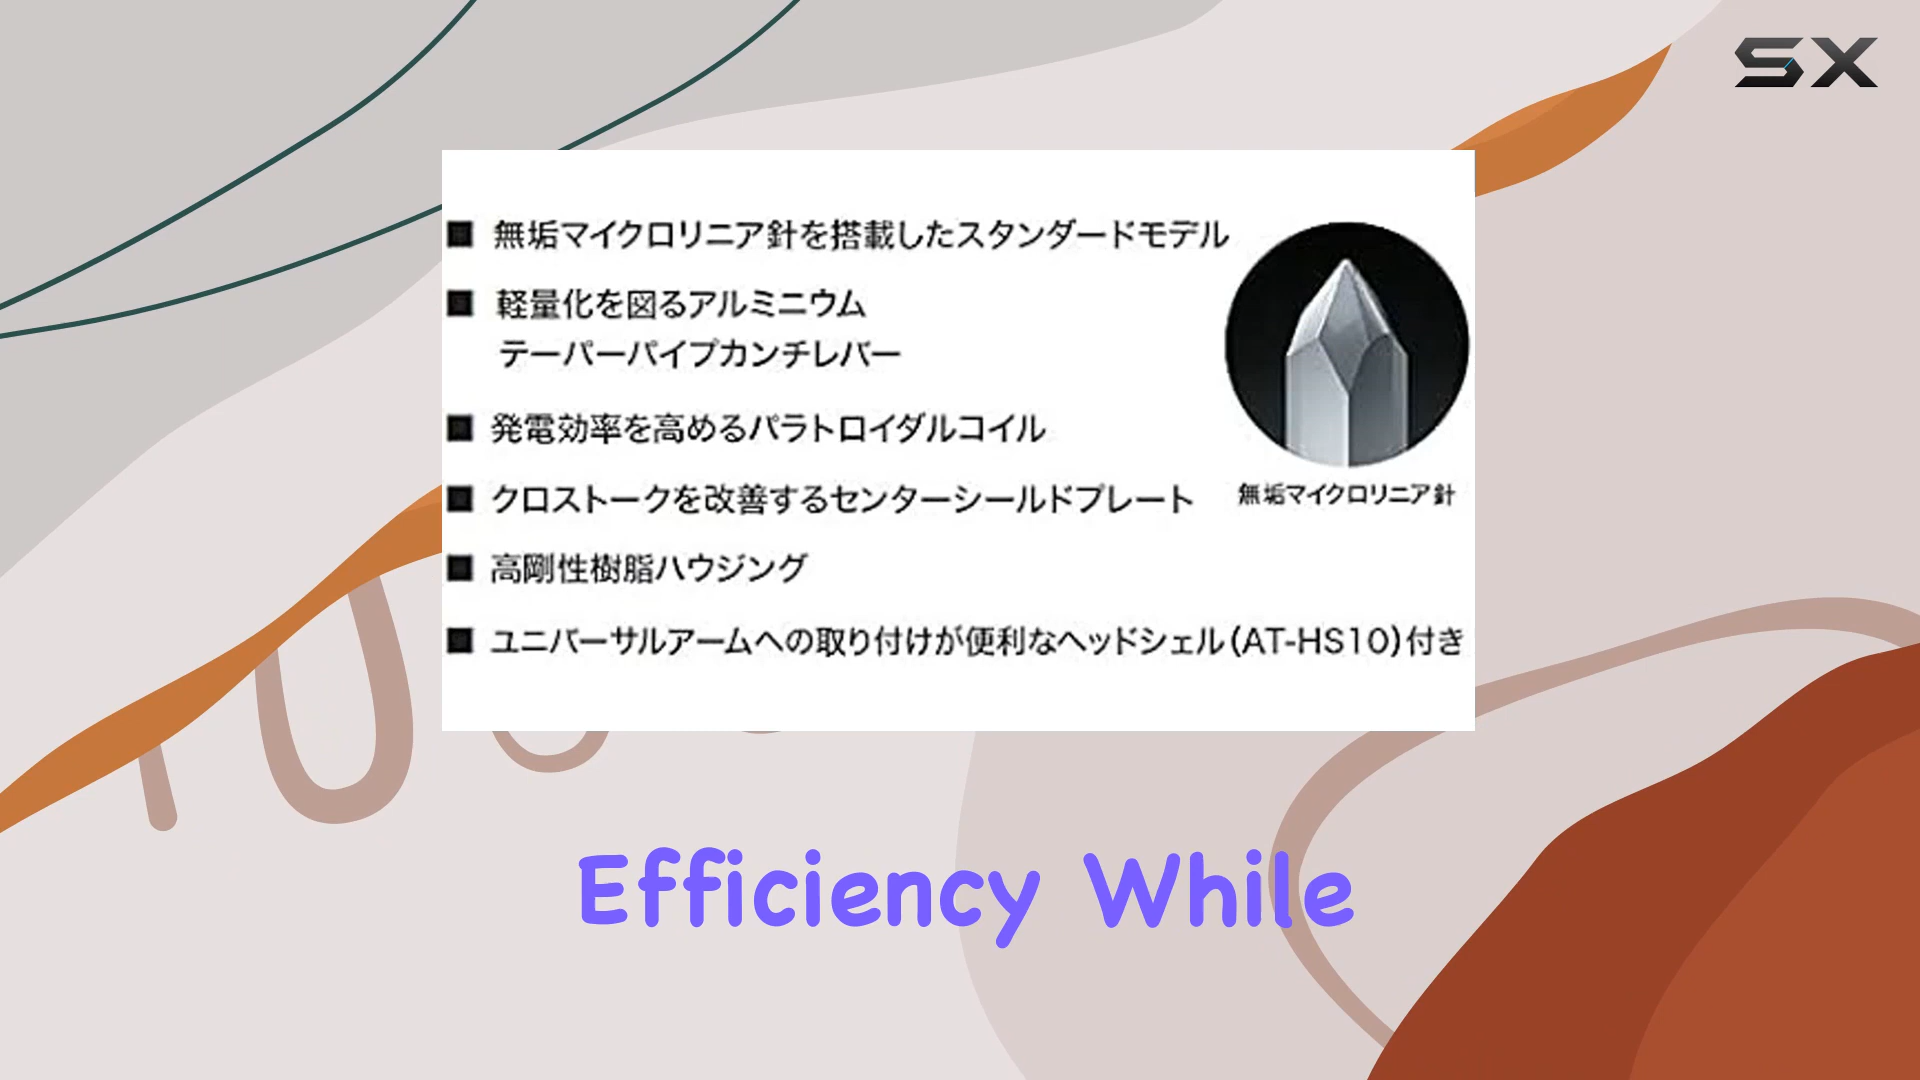 SX
■ 無垢マイクロリニア針を搭載したスタンダードモデル
■ 軽量化を図るアルミニウム
テーパーパイプカンチレバー
■ 発電効率を高めるパラトロイダルコイル
■ クロストークを改善するセンターシールドプレート
無垢マイクロリニア針
■ 高剛性樹脂ハウジング
■ ユニバーサルアームへの取り付けが便利なヘッドシェル(AT-HS10)付き
Efficiency While